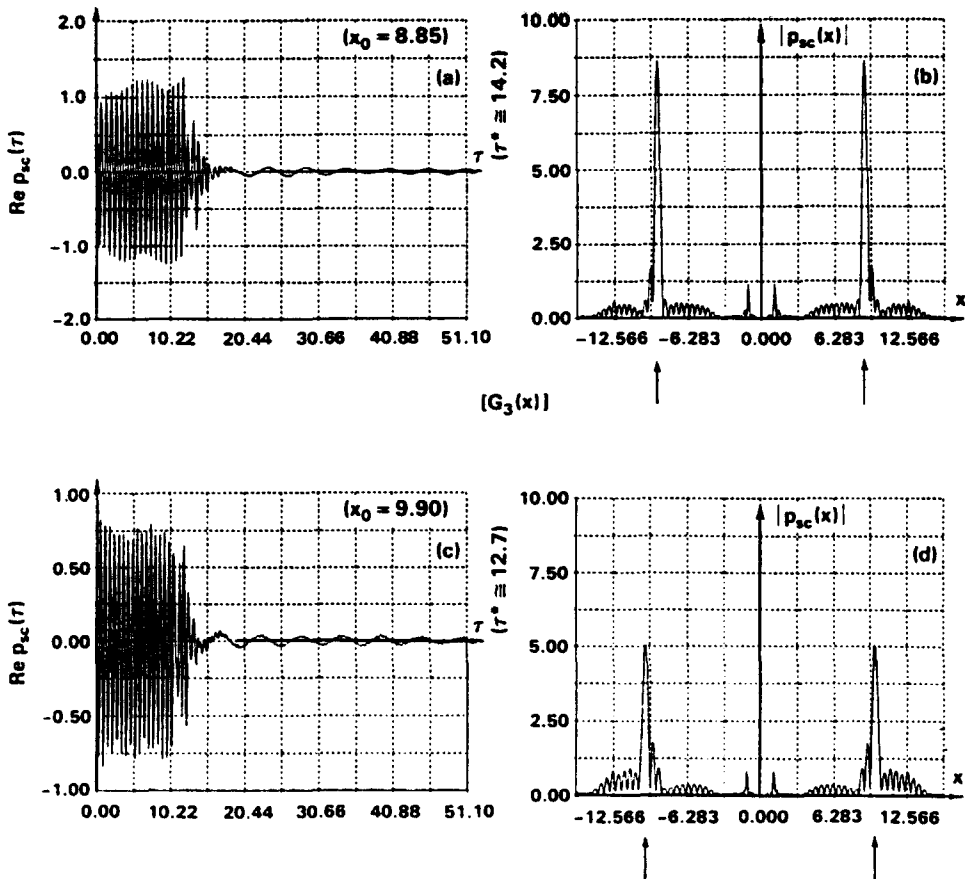 (x₀ = 8.85)
(a)
2.0
1.0
0.0
-1.0
-2.0
Re pₛc(τ)
τ
0.00 10.22 20.44 30.66 40.88 51.10
(τ* ≅ 14.2)
|pₛc(x)|
(b)
10.00
7.50
5.00
2.50
0.00
x
-12.566 -6.283 0.000 6.283 12.566
[G₃(x)]
(x₀ = 9.90)
(c)
1.00
0.50
0.00
-0.50
-1.00
Re pₛc(τ)
τ
0.00 10.22 20.44 30.66 40.88 51.10
(τ* ≅ 12.7)
|pₛc(x)|
(d)
10.00
7.50
5.00
2.50
0.00
x
-12.566 -6.283 0.000 6.283 12.566